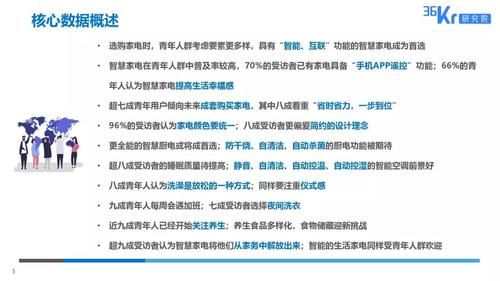 核心数据概述
36Kr 研究院
• 选购家电时，青年人群考虑要素更多样，具有“智能、互联”功能的智慧家电成为首选
• 智慧家电在青年人群中普及率较高，70%的受访者已有家电具备“手机APP遥控”功能；66%的青
年人认为智慧家电提高生活幸福感
• 超七成青年用户倾向未来成套购买家电，其中八成看重“省时省力，一步到位”
• 96%的受访者认为家电颜色要统一；八成受访者更偏爱简约的设计理念
• 更全能的智慧厨电或将成首选；防干烧、自清洁、自动杀菌的厨电功能被期待
• 超八成受访者的睡眠质量待提高；静音、自清洁、自动控温、自动控湿的智能空调前景好
• 八成青年人认为洗澡是放松的一种方式；同样要注重仪式感
• 九成青年人每周会遇加班；七成受访者选择夜间洗衣
• 近九成青年人已经开始关注养生；养生食品多样化，食物储藏迎新挑战
• 超九成受访者认为智慧家电将他们从家务中解放出来；智能的生活家电同样受青年人群欢迎
5